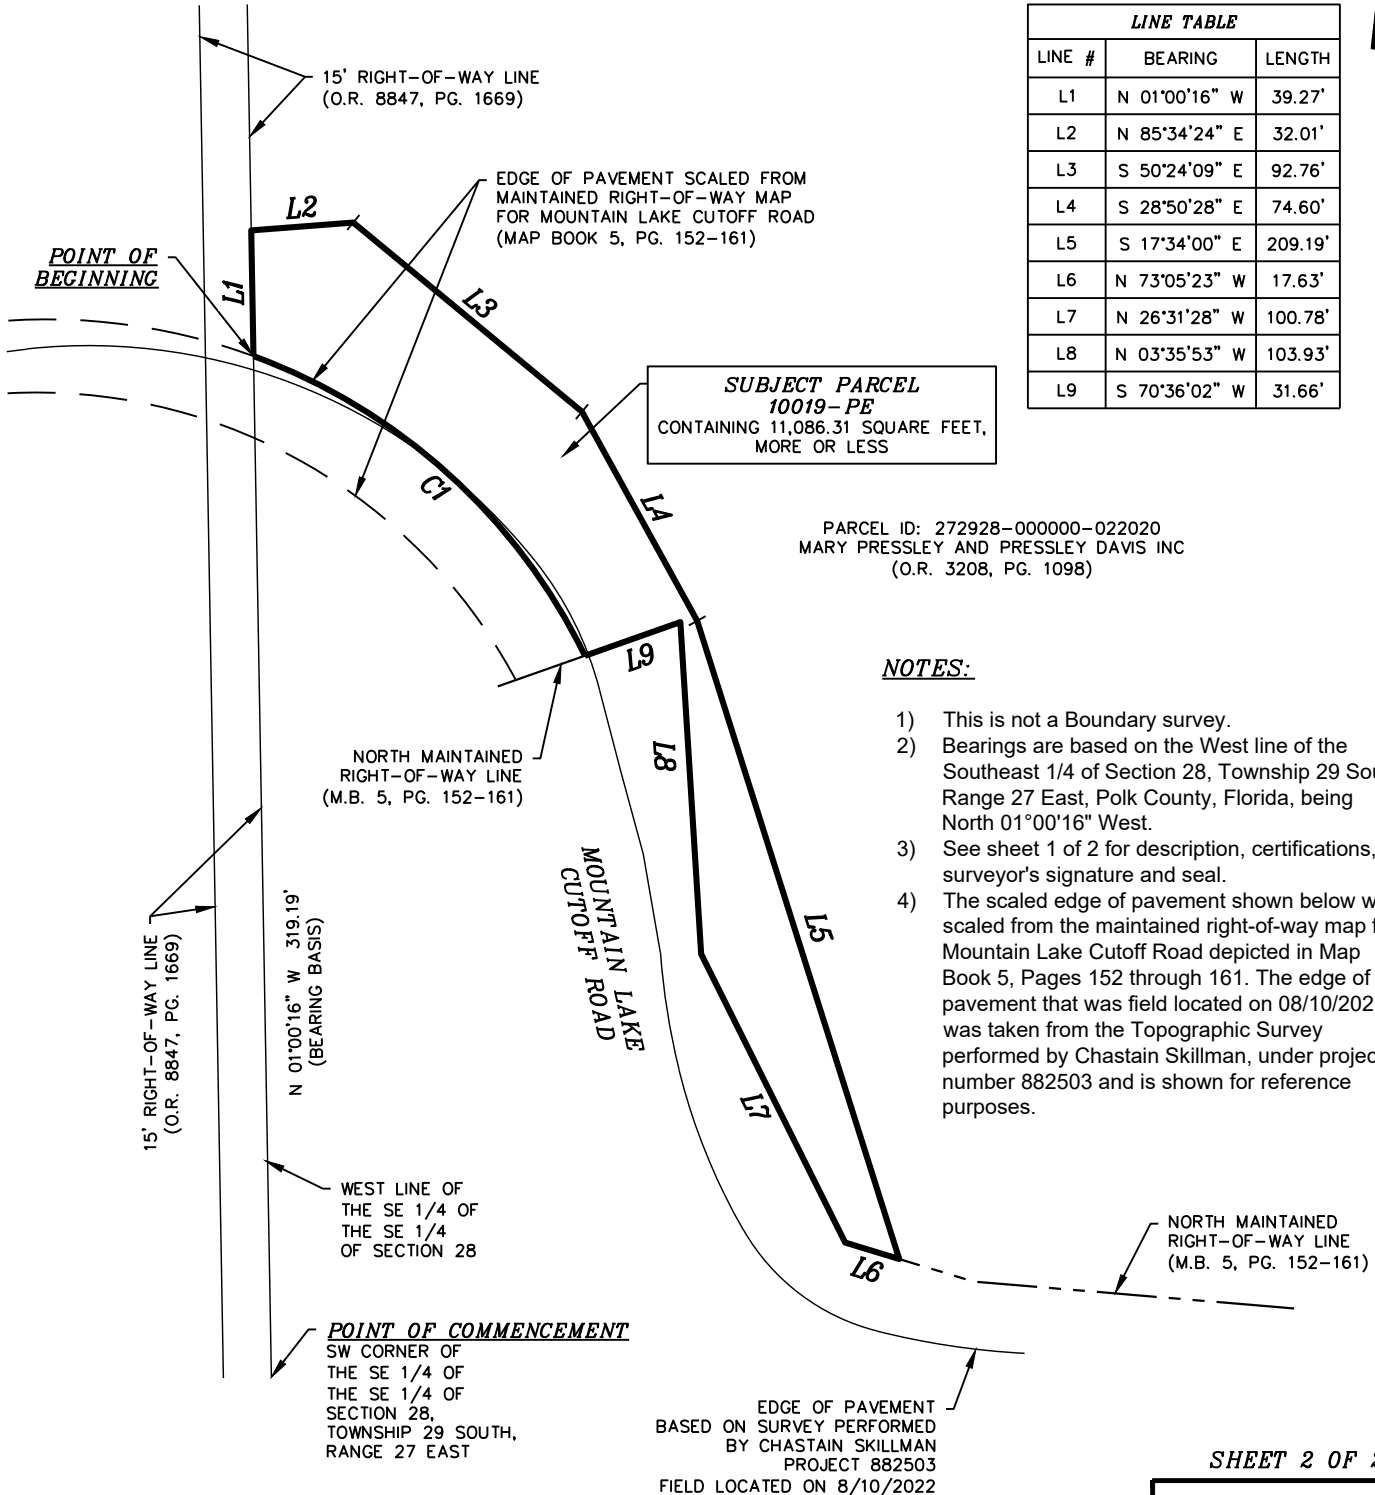 LINE TABLE
LINE # BEARING LENGTH
L1 N 01°00'16" W 39.27'
L2 N 85°34'24" E 32.01'
L3 S 50°24'09" E 92.76'
L4 S 28°50'28" E 74.60'
L5 S 17°34'00" E 209.19'
L6 N 73°05'23" W 17.63'
L7 N 26°31'28" W 100.78'
L8 N 03°35'53" W 103.93'
L9 S 70°36'02" W 31.66'
15' RIGHT-OF-WAY LINE
(O.R. 8847, PG. 1669)
EDGE OF PAVEMENT SCALED FROM
MAINTAINED RIGHT-OF-WAY MAP
FOR MOUNTAIN LAKE CUTOFF ROAD
(MAP BOOK 5, PG. 152-161)
L2
POINT OF
BEGINNING
L1
L3
SUBJECT PARCEL
10019-PE
CONTAINING 11,086.31 SQUARE FEET,
MORE OR LESS
C1
L4
PARCEL ID: 272928-000000-022020
MARY PRESSLEY AND PRESSLEY DAVIS INC
(O.R. 3208, PG. 1098)
L9
NORTH MAINTAINED
RIGHT-OF-WAY LINE
(M.B. 5, PG. 152-161)
L8
NOTES:
1) This is not a Boundary survey.
2) Bearings are based on the West line of the
Southeast 1/4 of Section 28, Township 29 Sou
Range 27 East, Polk County, Florida, being
North 01°00'16" West.
3) See sheet 1 of 2 for description, certifications,
surveyor's signature and seal.
4) The scaled edge of pavement shown below w
scaled from the maintained right-of-way map f
Mountain Lake Cutoff Road depicted in Map
Book 5, Pages 152 through 161. The edge of
pavement that was field located on 08/10/202
was taken from the Topographic Survey
performed by Chastain Skillman, under projec
number 882503 and is shown for reference
purposes.
MOUNTAIN LAKE
CUTOFF ROAD
L5
15' RIGHT-OF-WAY LINE
(O.R. 8847, PG. 1669)
N 01°00'16" W 319.19'
(BEARING BASIS)
L7
WEST LINE OF
THE SE 1/4 OF
THE SE 1/4
OF SECTION 28
L6
NORTH MAINTAINED
RIGHT-OF-WAY LINE
(M.B. 5, PG. 152-161)
POINT OF COMMENCEMENT
SW CORNER OF
THE SE 1/4 OF
THE SE 1/4 OF
SECTION 28,
TOWNSHIP 29 SOUTH,
RANGE 27 EAST
EDGE OF PAVEMENT
BASED ON SURVEY PERFORMED
BY CHASTAIN SKILLMAN
PROJECT 882503
FIELD LOCATED ON 8/10/2022
SHEET 2 OF 2